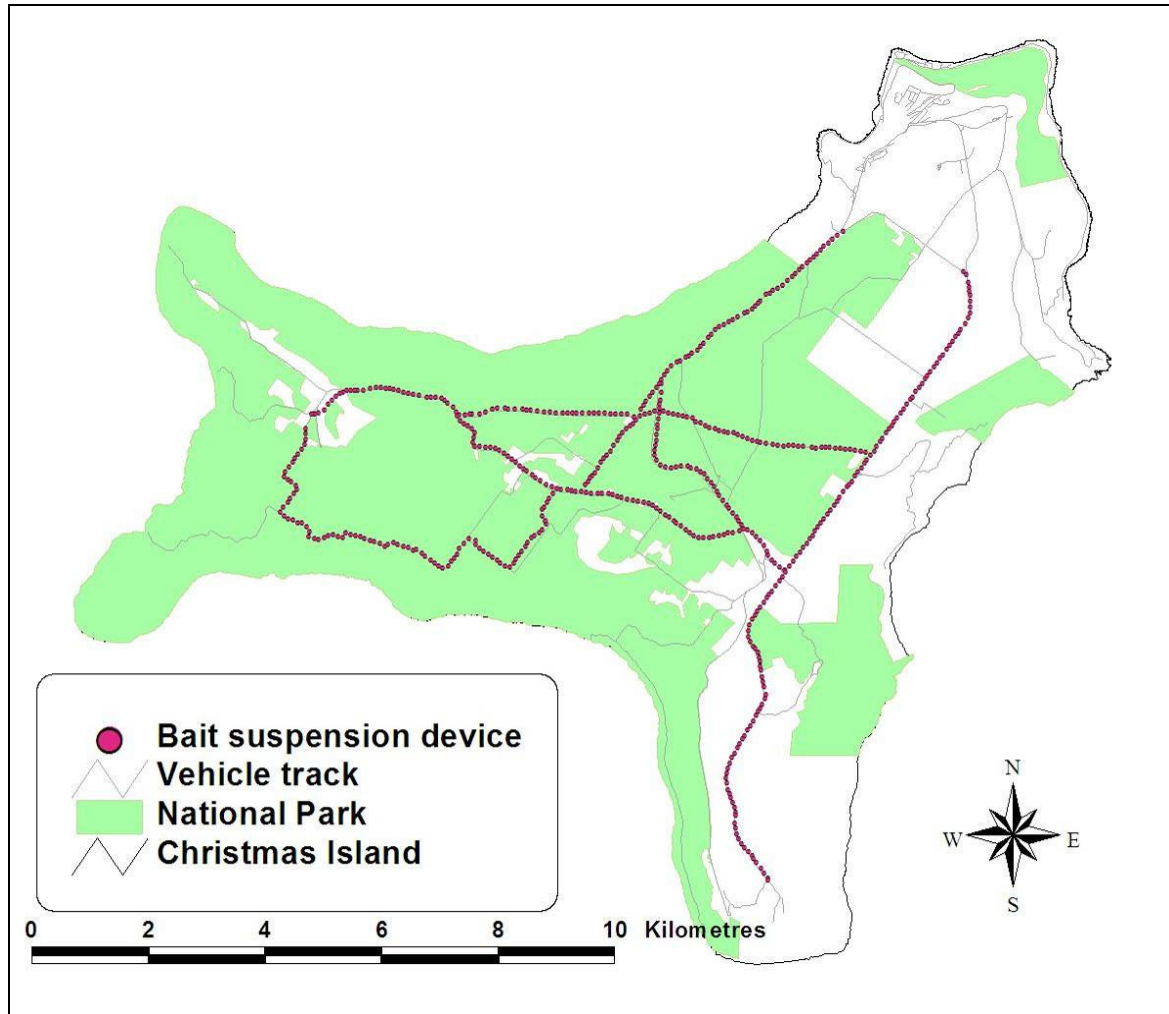 Bait suspension device
Vehicle track
National Park
Christmas Island
0 2 4 6 8 10 Kilometres
N
W E
S